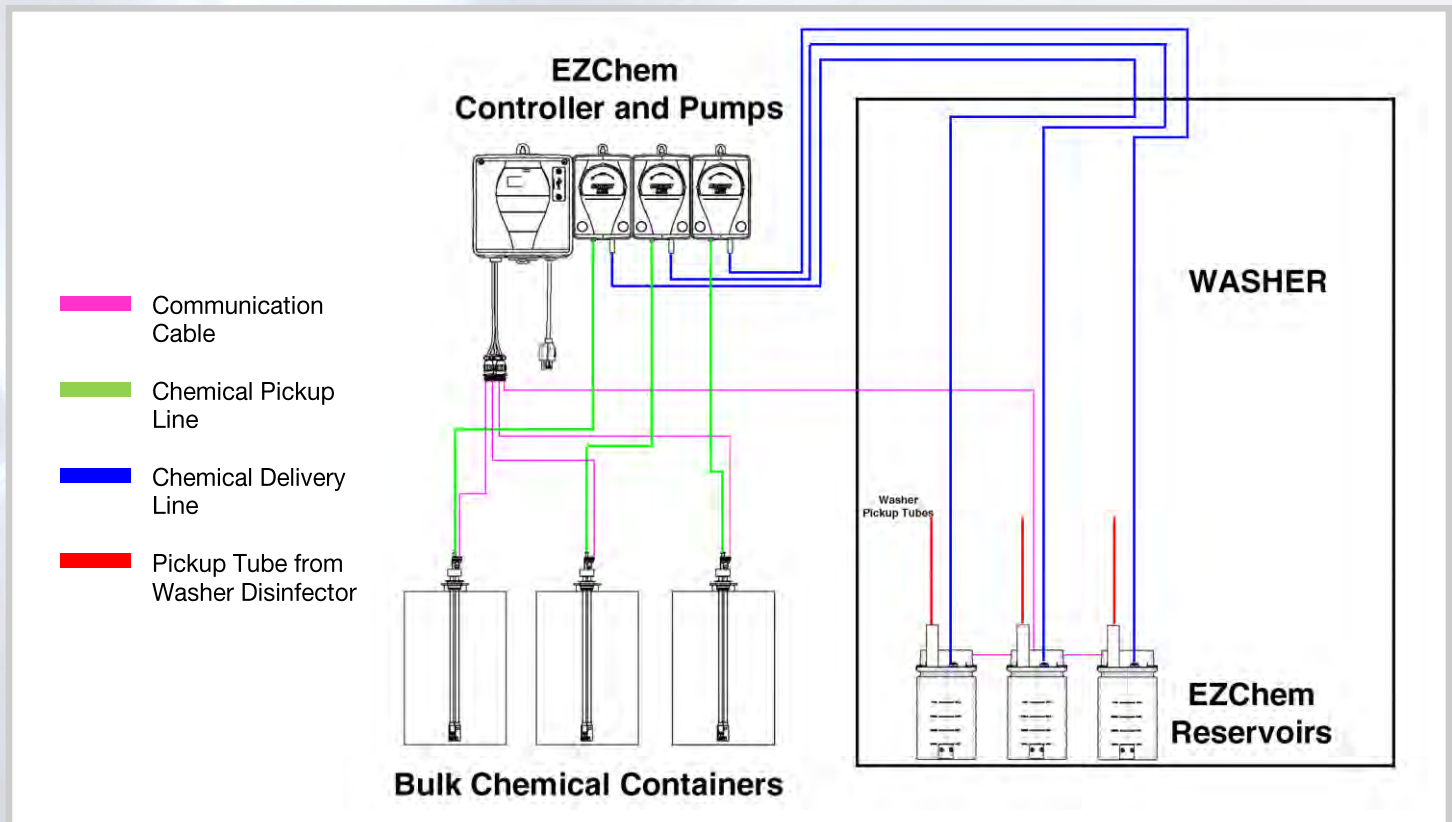 EZChem
Controller and Pumps
WASHER
Communication
Cable
Chemical Pickup
Line
Chemical Delivery
Line
Pickup Tube from
Washer Disinfector
Washer
Pickup Tubes
EZChem
Reservoirs
Bulk Chemical Containers